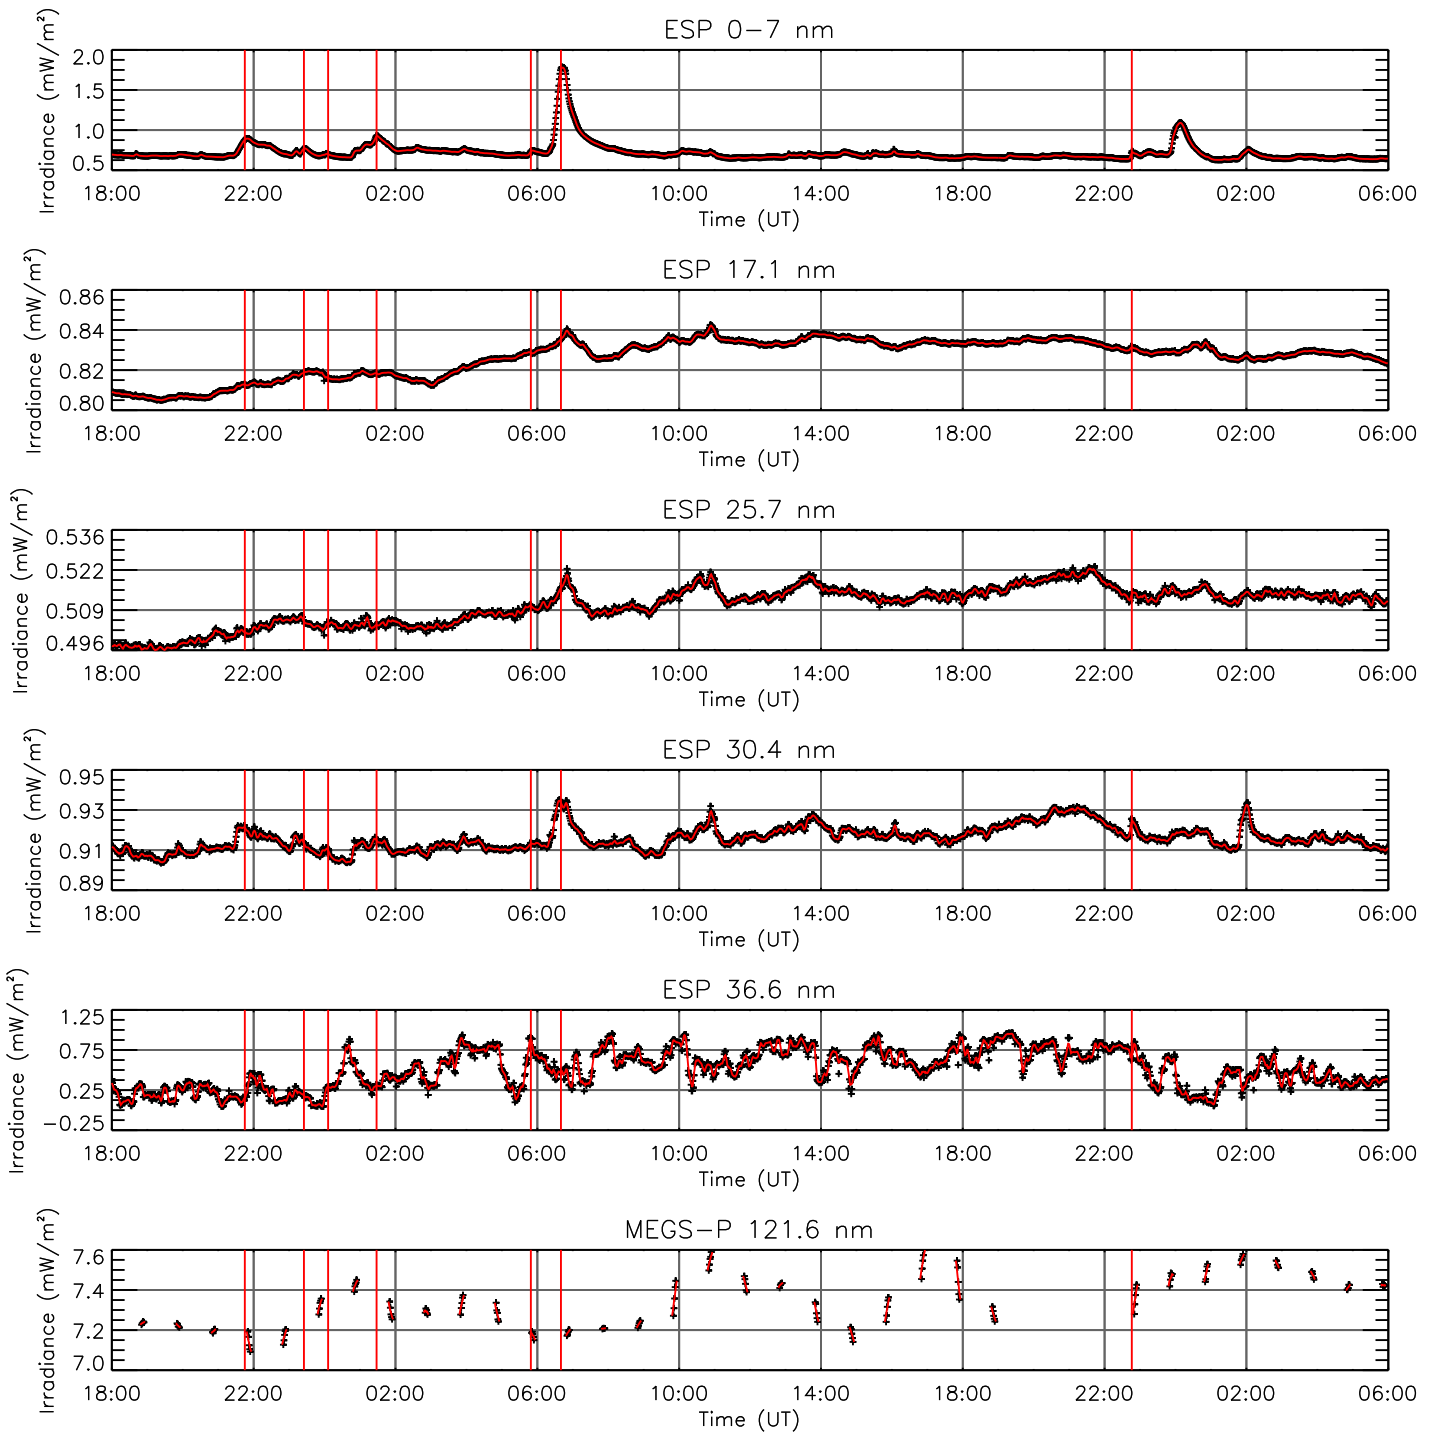 ESP 0-7 nm
Irradiance (mW/m²)
2.0
1.5
1.0
0.5
18:00 22:00 02:00 06:00 10:00 14:00 18:00 22:00 02:00 06:00
Time (UT)
ESP 17.1 nm
Irradiance (mW/m²)
0.86
0.84
0.82
0.80
18:00 22:00 02:00 06:00 10:00 14:00 18:00 22:00 02:00 06:00
Time (UT)
ESP 25.7 nm
Irradiance (mW/m²)
0.536
0.522
0.509
0.496
18:00 22:00 02:00 06:00 10:00 14:00 18:00 22:00 02:00 06:00
Time (UT)
ESP 30.4 nm
Irradiance (mW/m²)
0.95
0.93
0.91
0.89
18:00 22:00 02:00 06:00 10:00 14:00 18:00 22:00 02:00 06:00
Time (UT)
ESP 36.6 nm
Irradiance (mW/m²)
1.25
0.75
0.25
-0.25
18:00 22:00 02:00 06:00 10:00 14:00 18:00 22:00 02:00 06:00
Time (UT)
MEGS-P 121.6 nm
Irradiance (mW/m²)
7.6
7.4
7.2
7.0
18:00 22:00 02:00 06:00 10:00 14:00 18:00 22:00 02:00 06:00
Time (UT)